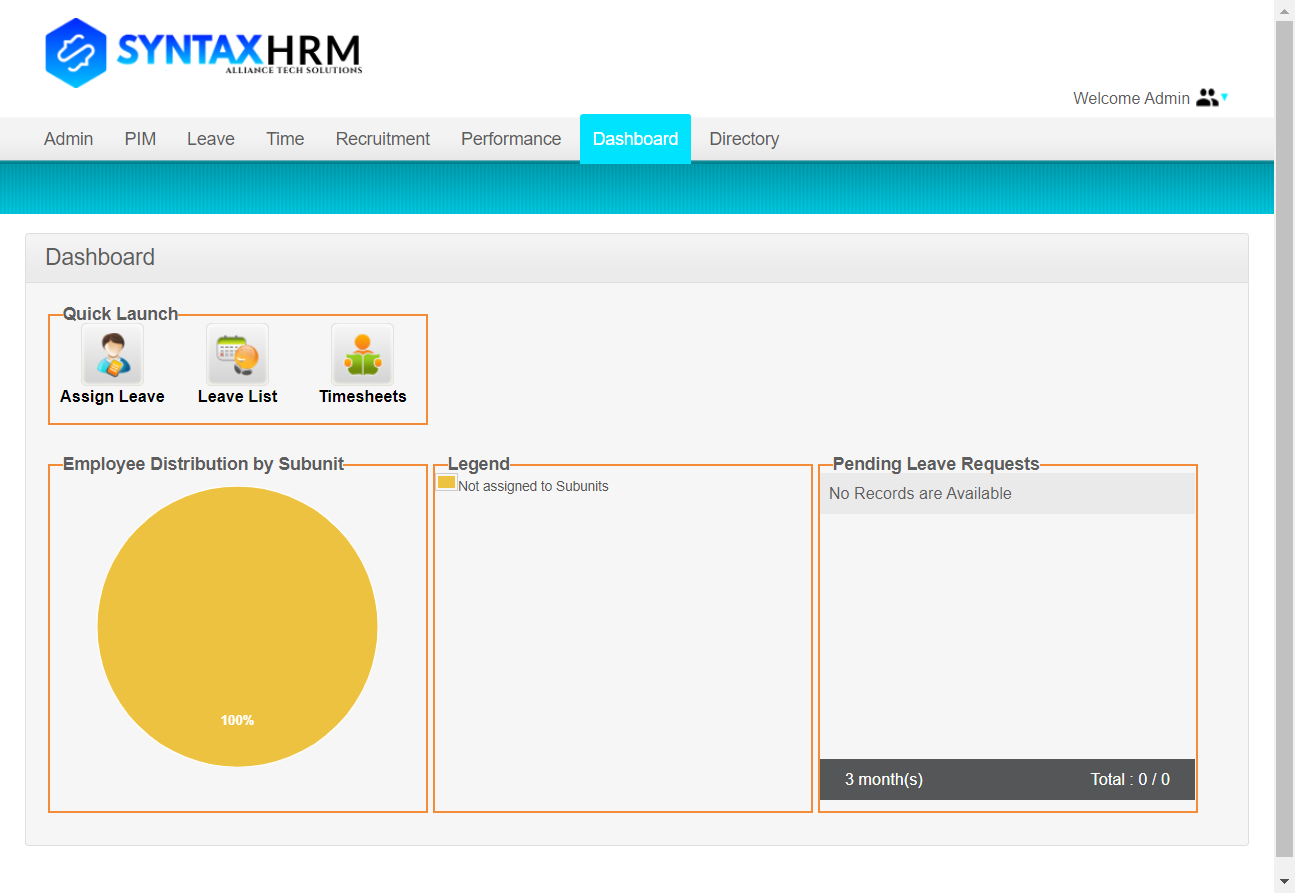 SYNTAXHRM
ALLIANCE TECH SOLUTIONS
Welcome Admin
Admin PIM Leave Time Recruitment Performance Dashboard Directory
Dashboard
Quick Launch
Assign Leave Leave List Timesheets
Employee Distribution by Subunit
100%
Legend
Not assigned to Subunits
Pending Leave Requests
No Records are Available
3 month(s) Total : 0 / 0